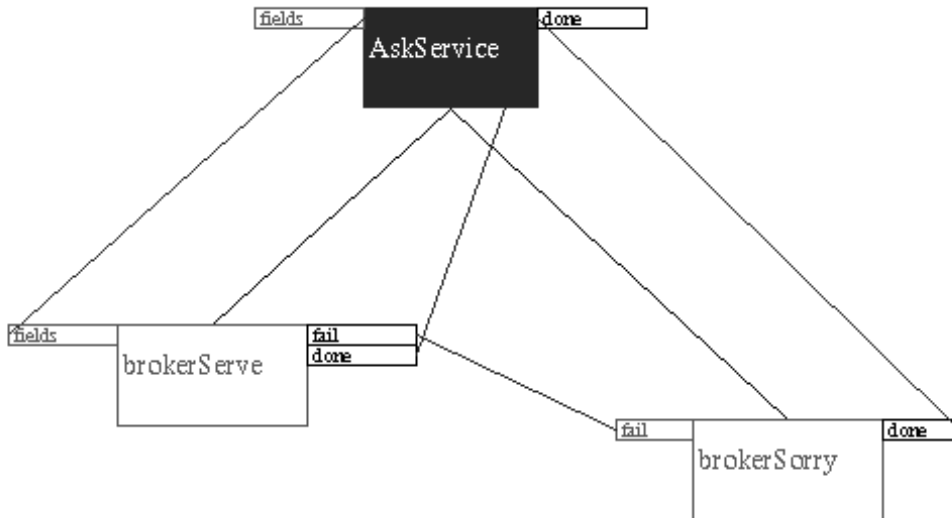 fields
done
AskService
fields
fail
done
brokerServe
fail
done
brokerSorry